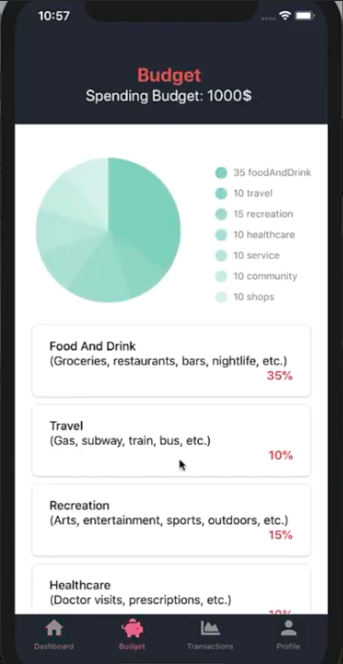 10:57
Budget
Spending Budget: 1000$
35 foodAndDrink
10 travel
15 recreation
10 healthcare
10 service
10 community
10 shops
Food And Drink
(Groceries, restaurants, bars, nightlife, etc.)
35%
Travel
(Gas, subway, train, bus, etc.)
10%
Recreation
(Arts, entertainment, sports, outdoors, etc.)
15%
Healthcare
(Doctor visits, prescriptions, etc.)
10%
Dashboard
Budget
Transactions
Profile